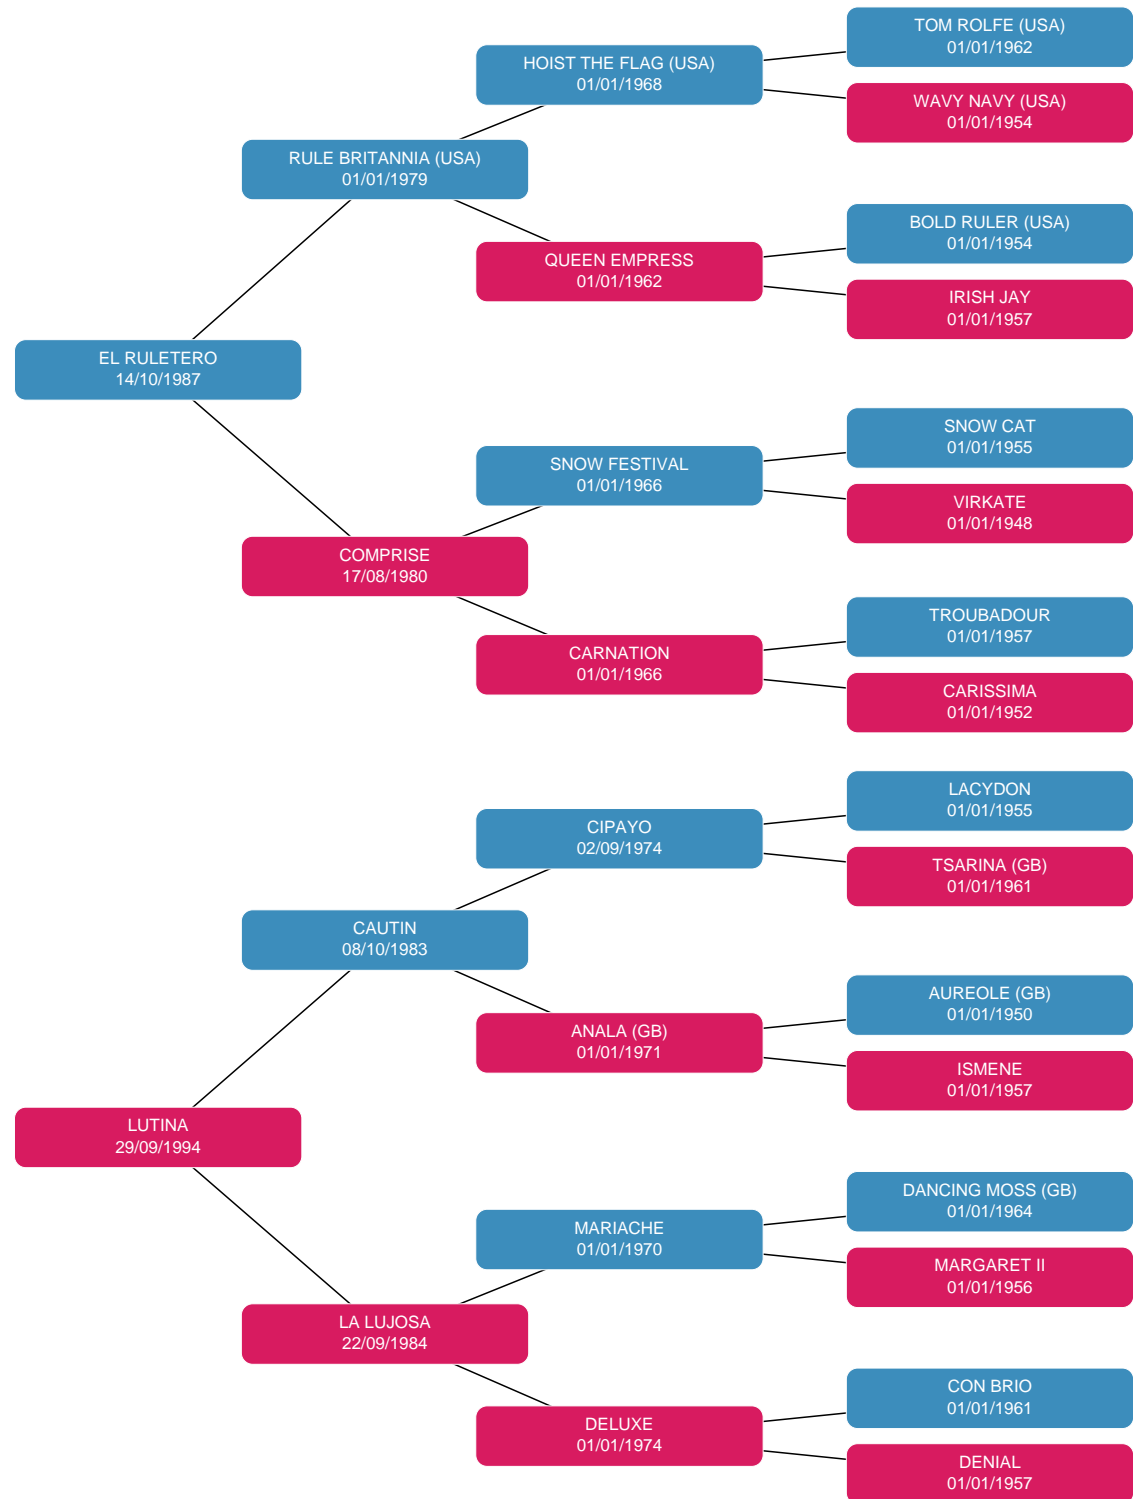 TOM ROLFE (USA)
01/01/1962
HOIST THE FLAG (USA)
01/01/1968
WAVY NAVY (USA)
01/01/1954
RULE BRITANNIA (USA)
01/01/1979
BOLD RULER (USA)
01/01/1954
QUEEN EMPRESS
01/01/1962
IRISH JAY
01/01/1957
EL RULETERO
14/10/1987
SNOW CAT
01/01/1955
SNOW FESTIVAL
01/01/1966
VIRKATE
01/01/1948
COMPRISE
17/08/1980
TROUBADOUR
01/01/1957
CARNATION
01/01/1966
CARISSIMA
01/01/1952
LACYDON
01/01/1955
CIPAYO
02/09/1974
TSARINA (GB)
01/01/1961
CAUTIN
08/10/1983
AUREOLE (GB)
01/01/1950
ANALA (GB)
01/01/1971
ISMENE
01/01/1957
LUTINA
29/09/1994
DANCING MOSS (GB)
01/01/1964
MARIACHE
01/01/1970
MARGARET II
01/01/1956
LA LUJOSA
22/09/1984
CON BRIO
01/01/1961
DELUXE
01/01/1974
DENIAL
01/01/1957